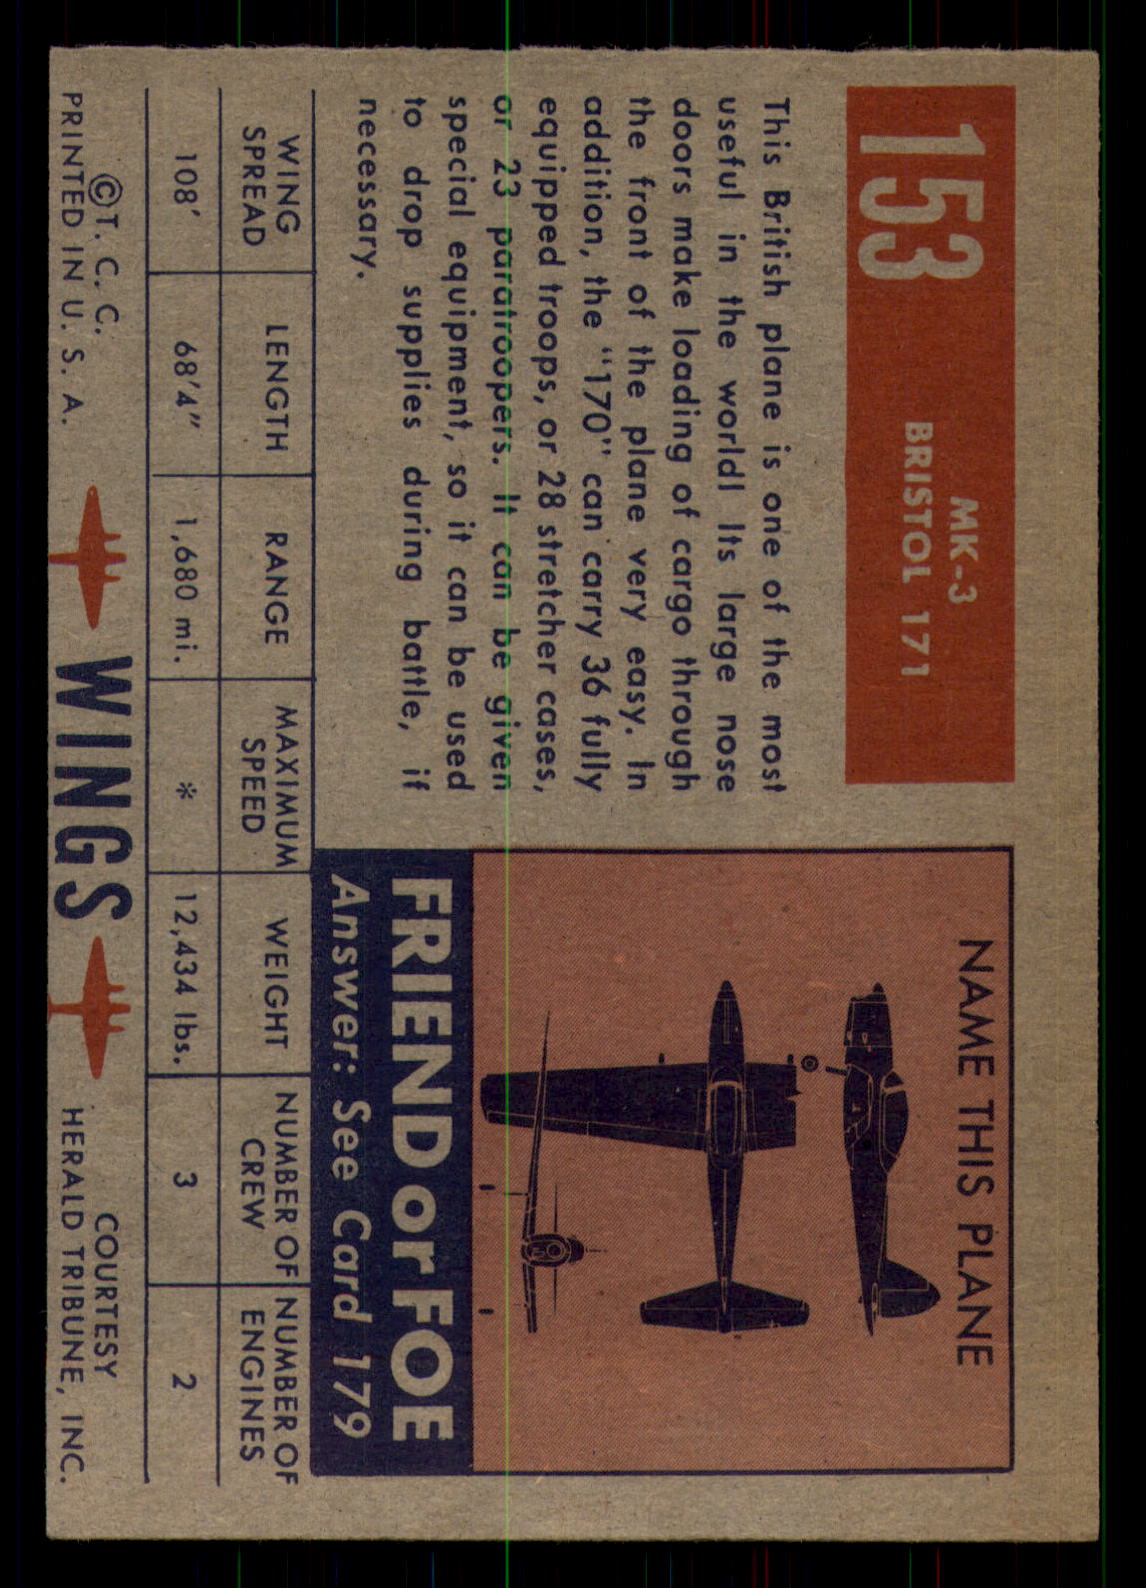 153
MK-3
BRISTOL 171
This British plane is one of the most
useful in the world! Its large nose
doors make loading of cargo through
the front of the plane very easy. In
addition, the "170" can carry 36 fully
equipped troops, or 28 stretcher cases,
or 23 paratroopers. It can be given
special equipment, so it can be used
to drop supplies during battle, if
necessary.
NAME THIS PLANE
FRIEND or FOE
Answer: See Card 179
WING SPREAD LENGTH RANGE MAXIMUM SPEED WEIGHT NUMBER OF CREW NUMBER OF ENGINES
108' 68'4" 1,680 mi. * 12,434 lbs. 3 2
©T. C. C.
PRINTED IN U. S. A.
WINGS
COURTESY
HERALD TRIBUNE, INC.